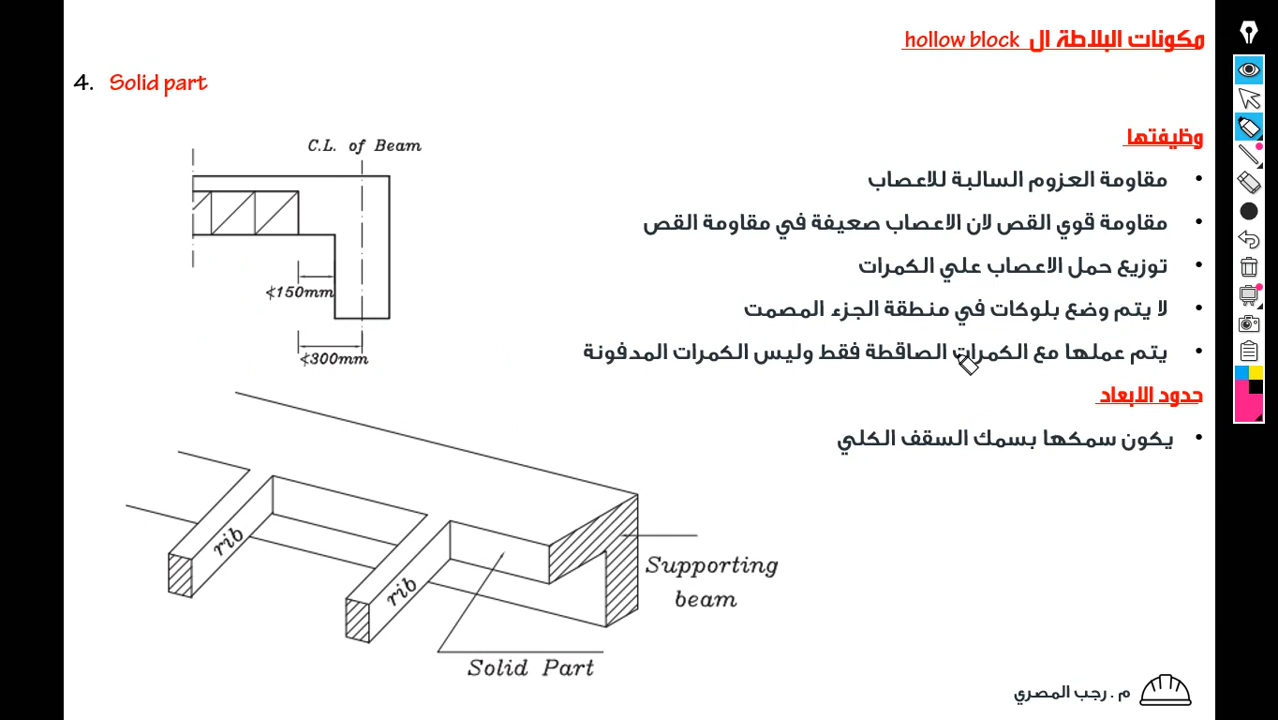 مكونات البلاطة ال hollow block
4. Solid part
وظيفتها
• مقاومة العزوم السالبة للاعصاب
• مقاومة قوي القص لان الاعصاب صعيفة في مقاومة القص
• توزيع حمل الاعصاب علي الكمرات
• لا يتم وضع بلوكات في منطقة الجزء المصمت
• يتم عملها مع الكمرات الصاقطة فقط وليس الكمرات المدفونة
حدود الابعاد
• يكون سمكها بسمك السقف الكلي
C.L. of Beam
≮150mm
≮300mm
rib
rib
Supporting
beam
Solid Part
م . رجب المصري